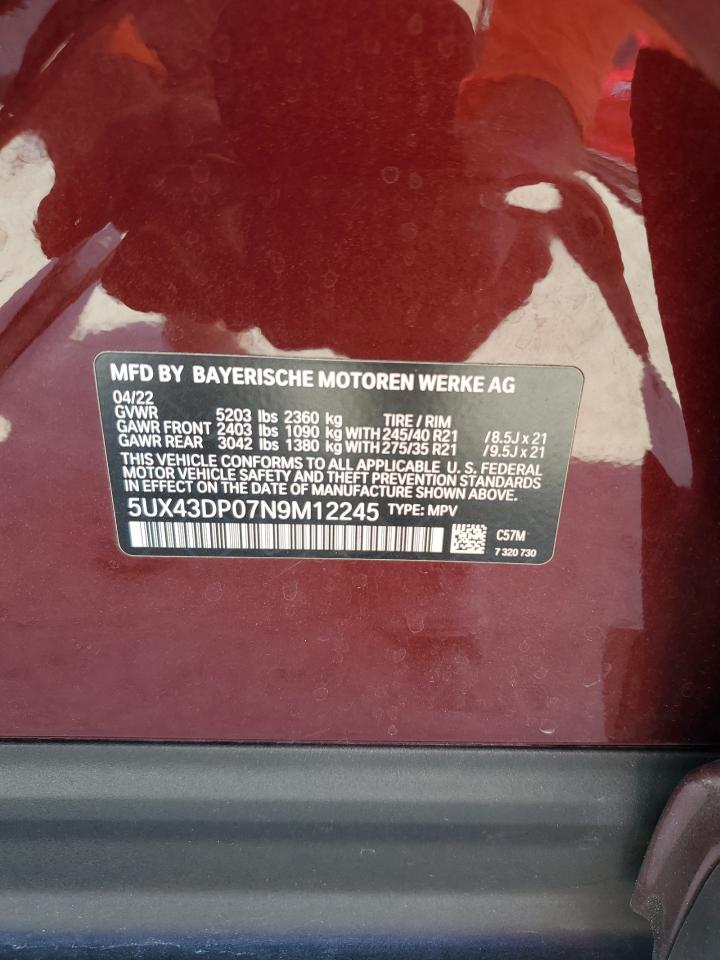 MFD BY BAYERISCHE MOTOREN WERKE AG
04/22
GVWR 5203 lbs 2360 kg TIRE / RIM
GAWR FRONT 2403 lbs 1090 kg WITH 245/40 R21 /8.5J x 21
GAWR REAR 3042 lbs 1380 kg WITH 275/35 R21 /9.5J x 21
THIS VEHICLE CONFORMS TO ALL APPLICABLE U. S. FEDERAL
MOTOR VEHICLE SAFETY AND THEFT PREVENTION STANDARDS
IN EFFECT ON THE DATE OF MANUFACTURE SHOWN ABOVE.
5UX43DP07N9M12245 TYPE: MPV
C57M
7 320 730